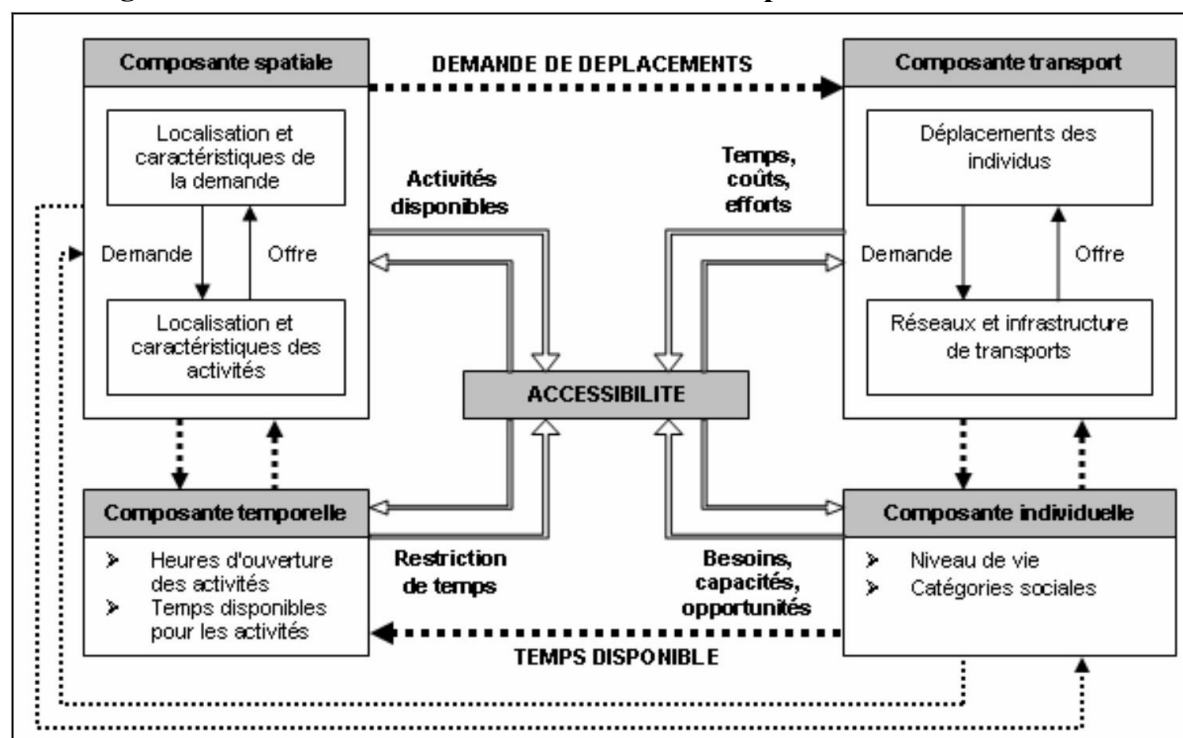 Composante spatiale
DEMANDE DE DEPLACEMENTS
Composante transport
Localisation et
caractéristiques de
la demande
Déplacements des
individus
Activités
disponibles
Temps,
coûts,
efforts
Demande
Offre
Demande
Offre
Localisation et
caractéristiques des
activités
Réseaux et infrastructure
de transports
ACCESSIBILITE
Composante temporelle
Composante individuelle
Heures d'ouverture
des activités
Temps disponibles
pour les activités
Restriction
de temps
Besoins,
capacités,
opportunités
Niveau de vie
Catégories sociales
TEMPS DISPONIBLE